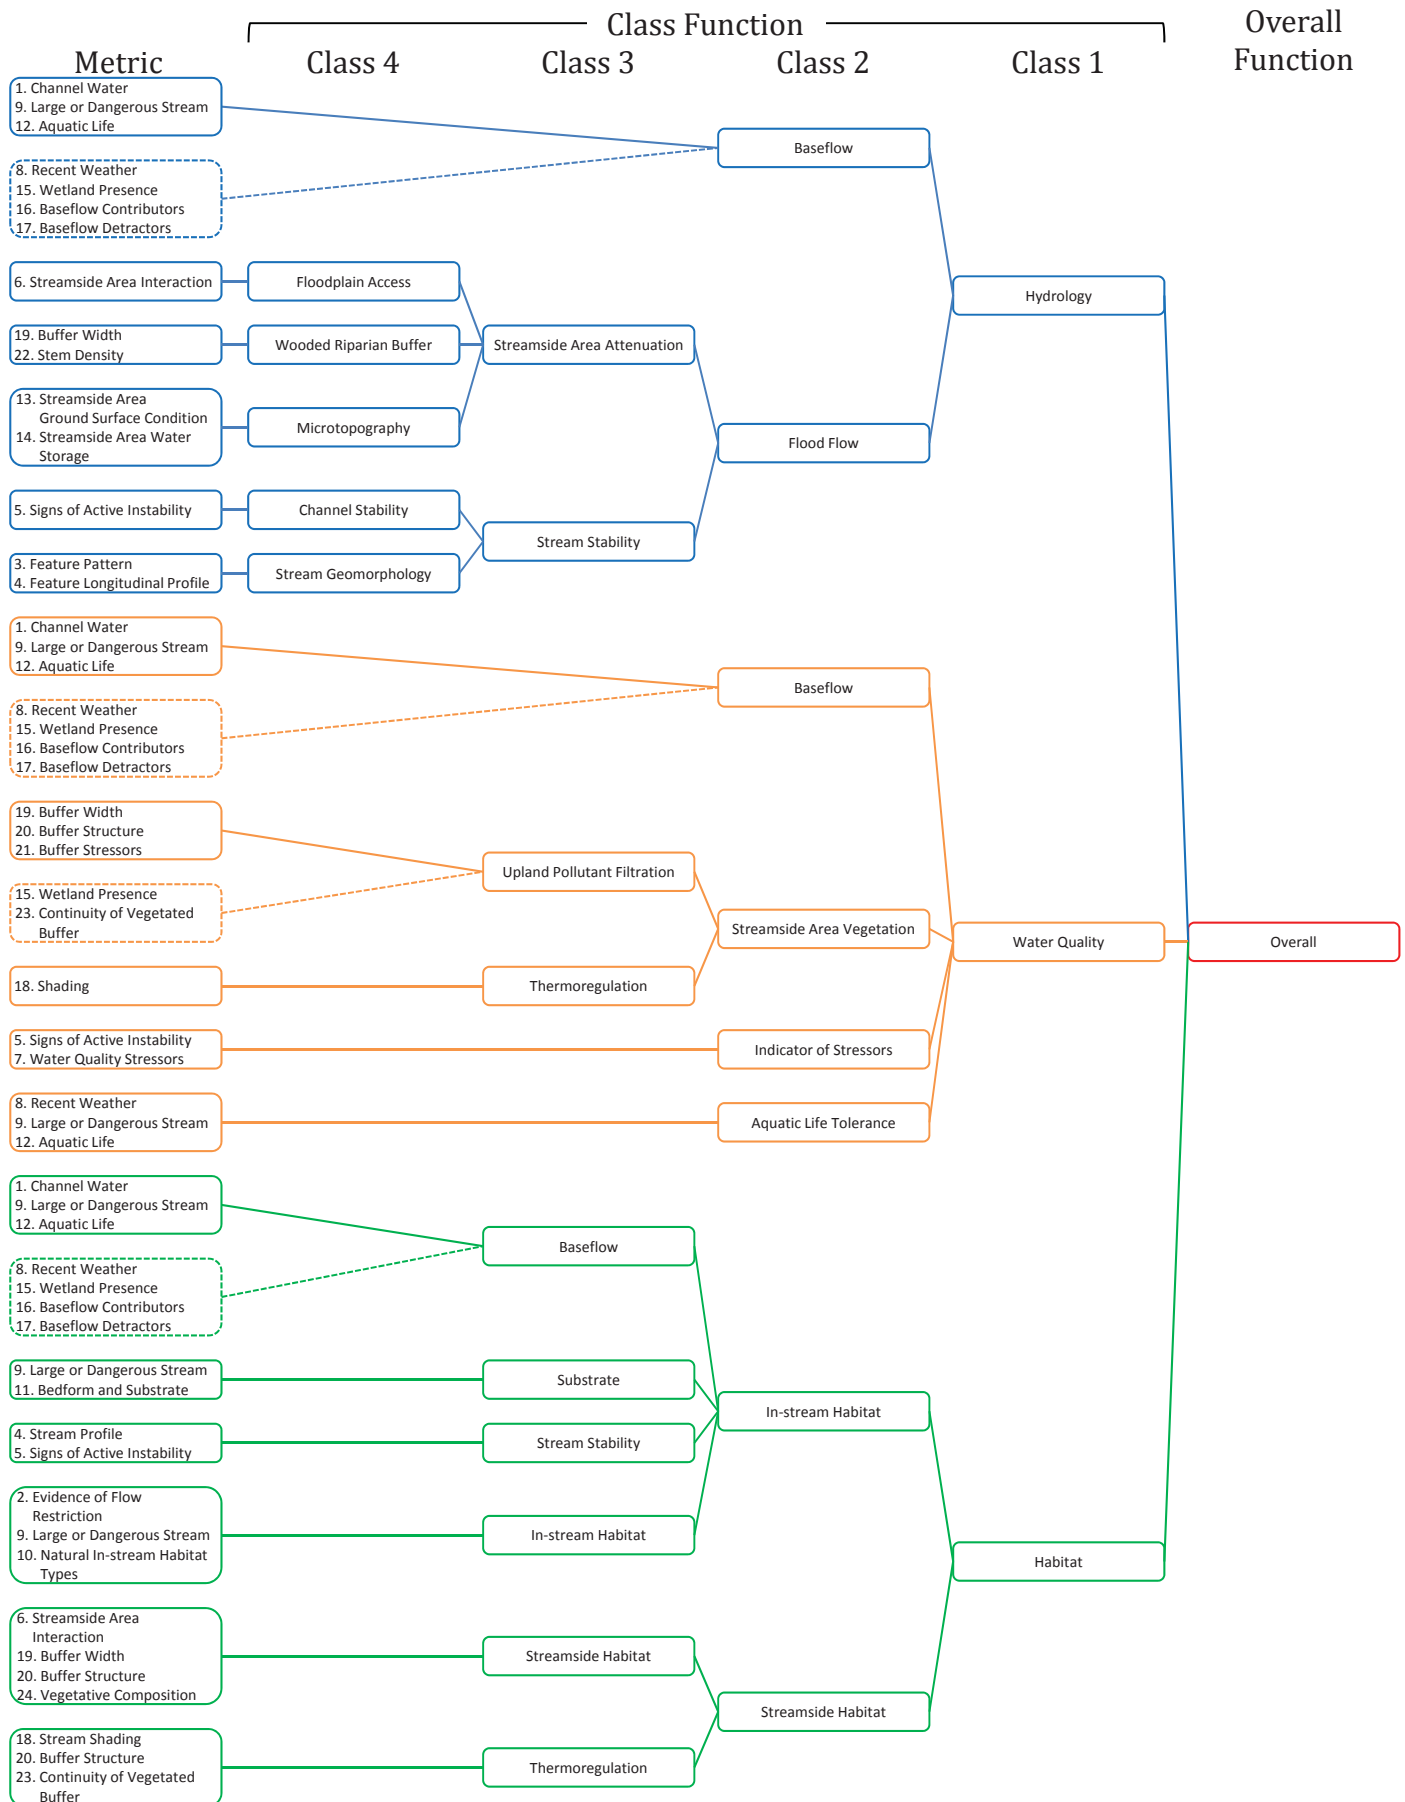 Class Function
Overall
Function
Metric
Class 4
Class 3
Class 2
Class 1
1. Channel Water
9. Large or Dangerous Stream
12. Aquatic Life
Baseflow
8. Recent Weather
15. Wetland Presence
16. Baseflow Contributors
17. Baseflow Detractors
6. Streamside Area Interaction
Floodplain Access
Hydrology
19. Buffer Width
22. Stem Density
Wooded Riparian Buffer
Streamside Area Attenuation
13. Streamside Area
Ground Surface Condition
14. Streamside Area Water
Storage
Microtopography
Flood Flow
5. Signs of Active Instability
Channel Stability
Stream Stability
3. Feature Pattern
4. Feature Longitudinal Profile
Stream Geomorphology
1. Channel Water
9. Large or Dangerous Stream
12. Aquatic Life
Baseflow
8. Recent Weather
15. Wetland Presence
16. Baseflow Contributors
17. Baseflow Detractors
19. Buffer Width
20. Buffer Structure
21. Buffer Stressors
Upland Pollutant Filtration
15. Wetland Presence
23. Continuity of Vegetated
Buffer
Streamside Area Vegetation
Water Quality
Overall
18. Shading
Thermoregulation
5. Signs of Active Instability
7. Water Quality Stressors
Indicator of Stressors
8. Recent Weather
9. Large or Dangerous Stream
12. Aquatic Life
Aquatic Life Tolerance
1. Channel Water
9. Large or Dangerous Stream
12. Aquatic Life
Baseflow
8. Recent Weather
15. Wetland Presence
16. Baseflow Contributors
17. Baseflow Detractors
9. Large or Dangerous Stream
11. Bedform and Substrate
Substrate
In-stream Habitat
4. Stream Profile
5. Signs of Active Instability
Stream Stability
2. Evidence of Flow
Restriction
9. Large or Dangerous Stream
10. Natural In-stream Habitat
Types
In-stream Habitat
Habitat
6. Streamside Area
Interaction
19. Buffer Width
20. Buffer Structure
24. Vegetative Composition
Streamside Habitat
Streamside Habitat
18. Stream Shading
20. Buffer Structure
23. Continuity of Vegetated
Buffer
Thermoregulation